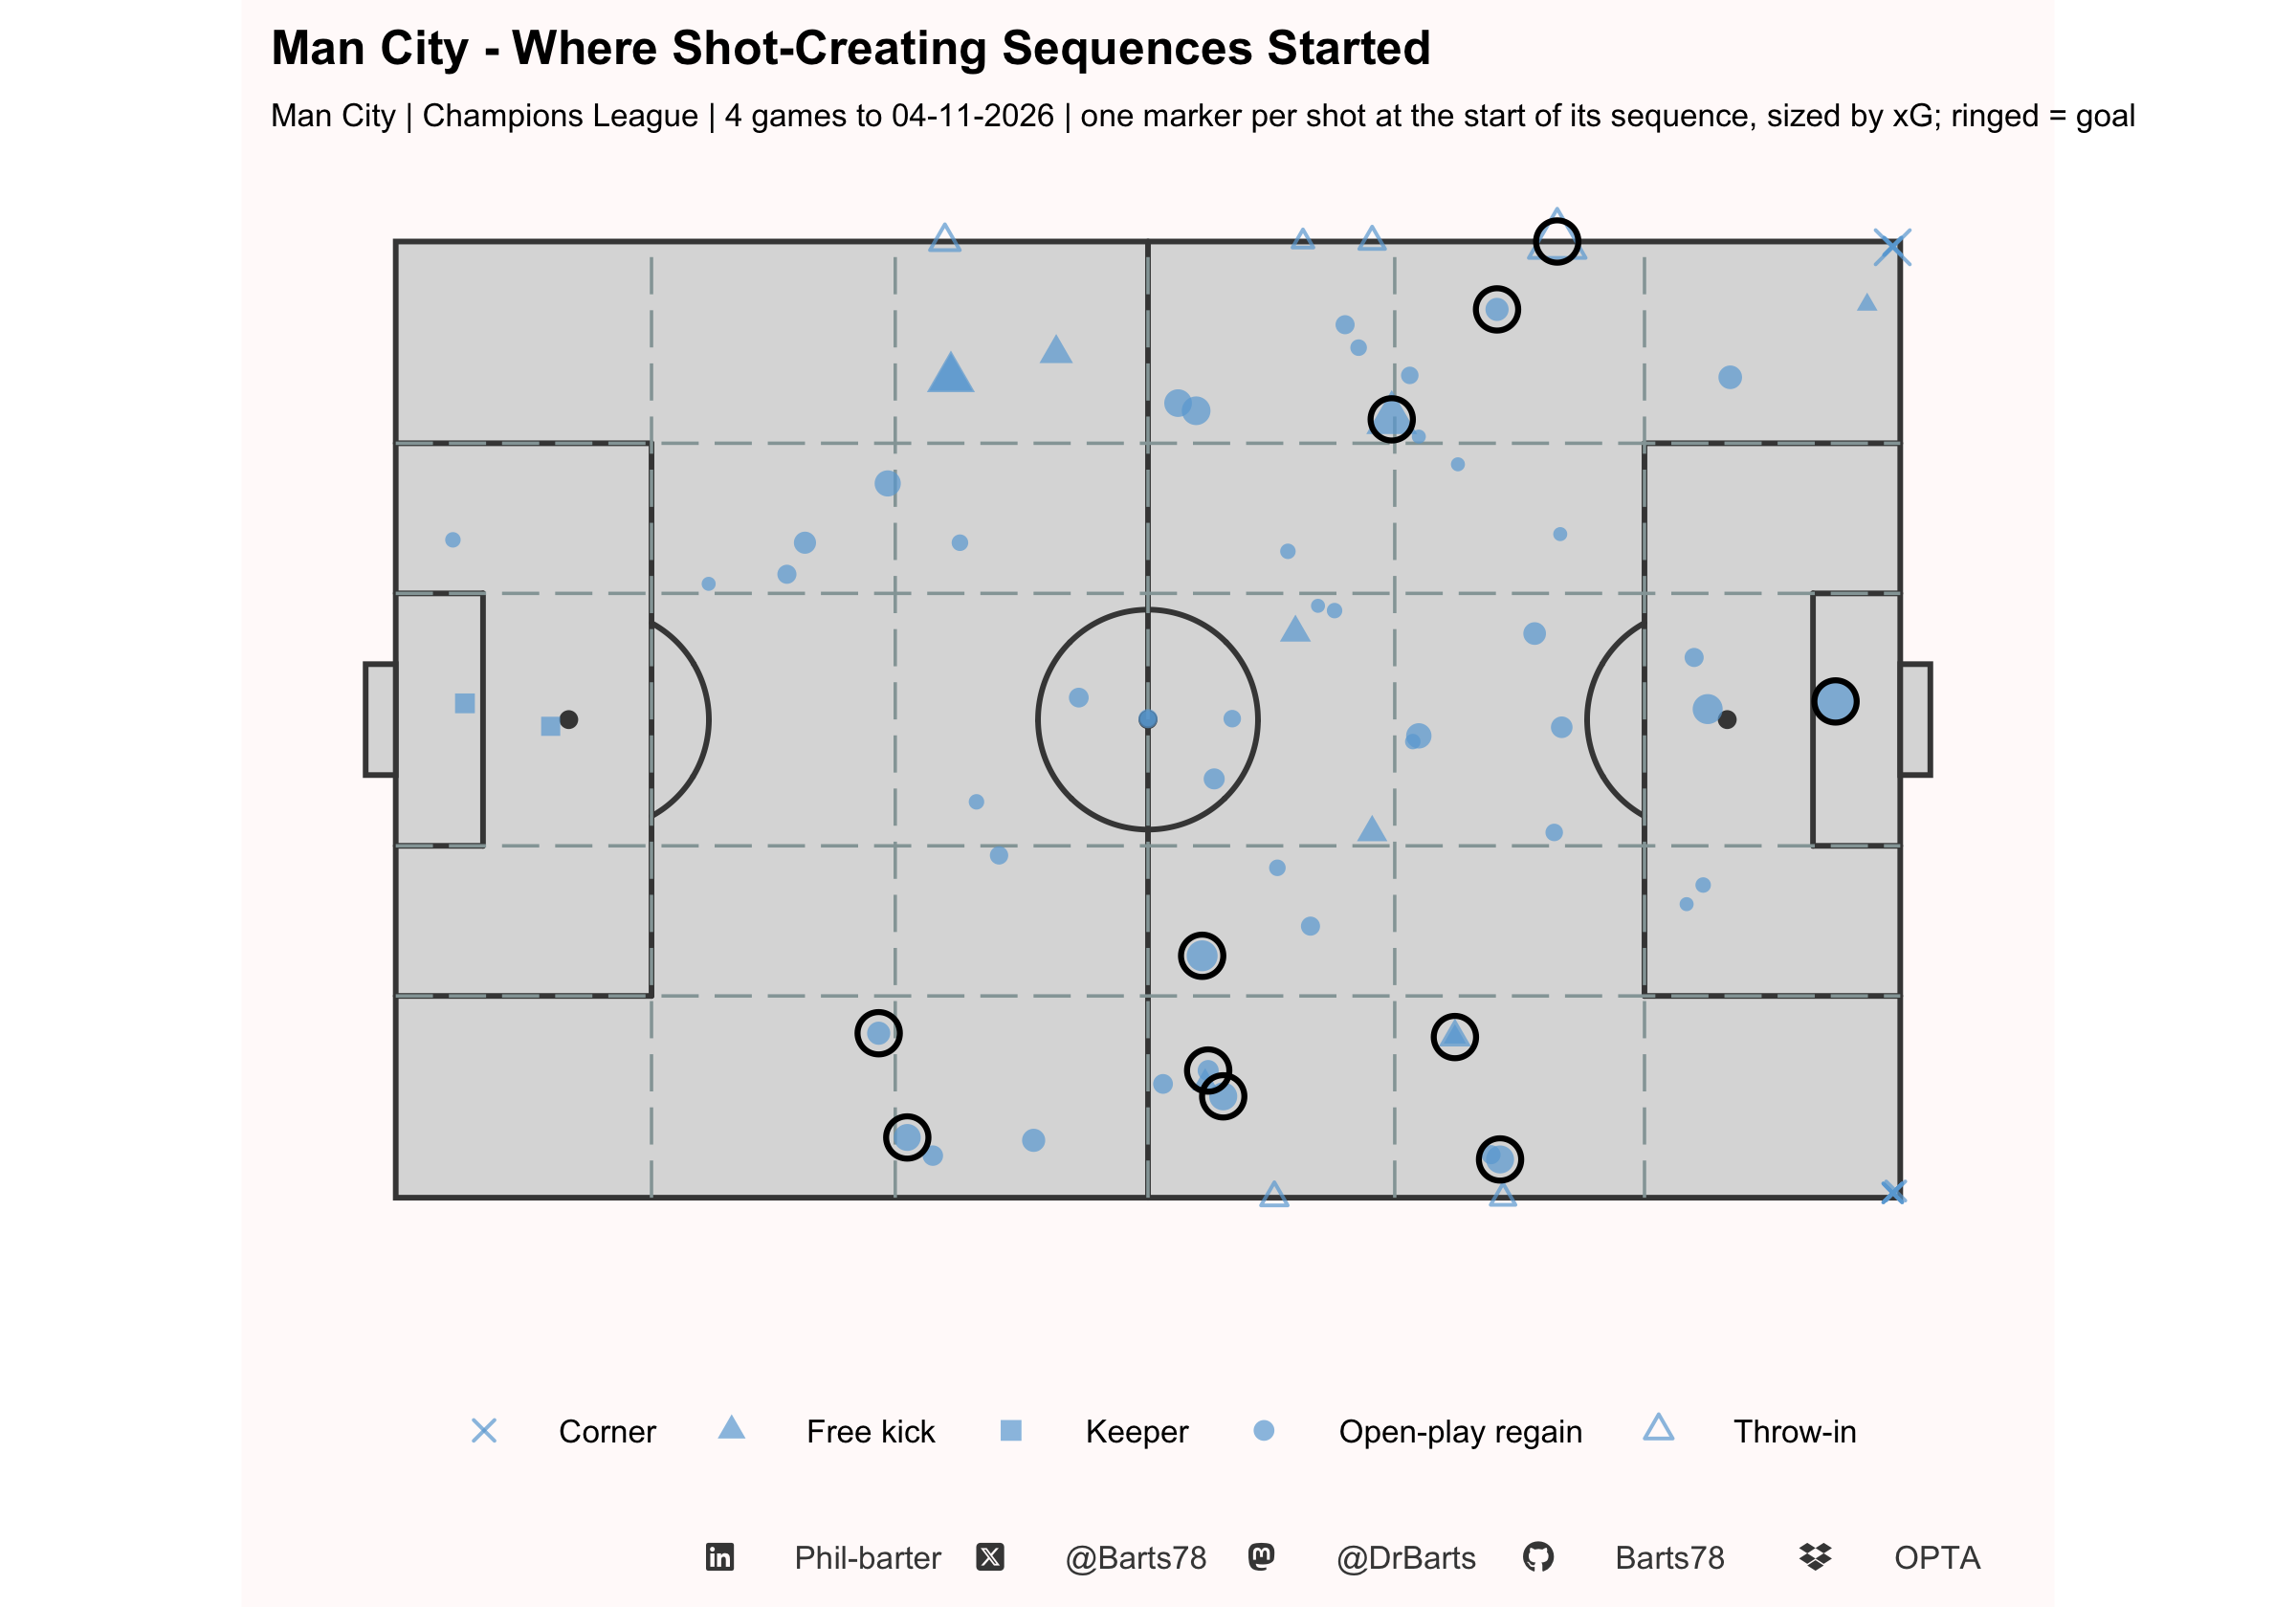 Man City - Where Shot-Creating Sequences Started
Man City | Champions League | 4 games to 04-11-2026 | one marker per shot at the start of its sequence, sized by xG; ringed = goal
Corner Free kick Keeper Open-play regain Throw-in
Phil-barter @Barts78 @DrBarts Barts78 OPTA